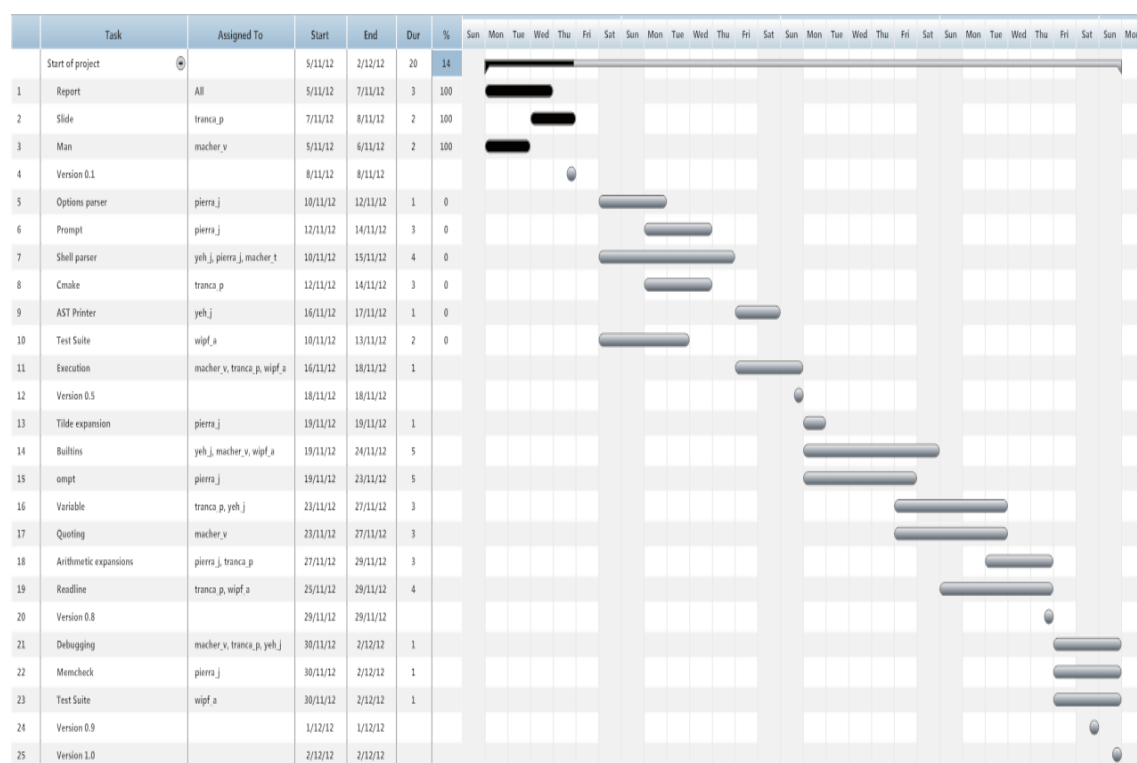 Task Assigned To Start End Dur % Sun Mon Tue Wed Thu Fri Sat Sun Mon Tue Wed Thu Fri Sat Sun Mon Tue Wed Thu Fri Sat Sun Mon Tue Wed Thu Fri Sat Sun Mo
Start of project 5/11/12 2/12/12 20 14
1 Report All 5/11/12 7/11/12 3 100
2 Slide tranca_p 7/11/12 8/11/12 2 100
3 Man macher_v 5/11/12 6/11/12 2 100
4 Version 0.1 8/11/12 8/11/12
5 Options parser pierra_j 10/11/12 12/11/12 1 0
6 Prompt pierra_j 12/11/12 14/11/12 3 0
7 Shell parser yeh_j, pierra_j, macher_t 10/11/12 15/11/12 4 0
8 Cmake tranca_p 12/11/12 14/11/12 3 0
9 AST Printer yeh_j 16/11/12 17/11/12 1 0
10 Test Suite wipf_a 10/11/12 13/11/12 2 0
11 Execution macher_v, tranca_p, wipf_a 16/11/12 18/11/12 1
12 Version 0.5 18/11/12 18/11/12
13 Tilde expansion pierra_j 19/11/12 19/11/12 1
14 Builtins yeh_j, macher_v, wipf_a 19/11/12 24/11/12 5
15 ompt pierra_j 19/11/12 23/11/12 5
16 Variable tranca_p, yeh_j 23/11/12 27/11/12 3
17 Quoting macher_v 23/11/12 27/11/12 3
18 Arithmetic expansions pierra_j, tranca_p 27/11/12 29/11/12 3
19 Readline tranca_p, wipf_a 25/11/12 29/11/12 4
20 Version 0.8 29/11/12 29/11/12
21 Debugging macher_v, tranca_p, yeh_j 30/11/12 2/12/12 1
22 Memcheck pierra_j 30/11/12 2/12/12 1
23 Test Suite wipf_a 30/11/12 2/12/12 1
24 Version 0.9 1/12/12 1/12/12
25 Version 1.0 2/12/12 2/12/12